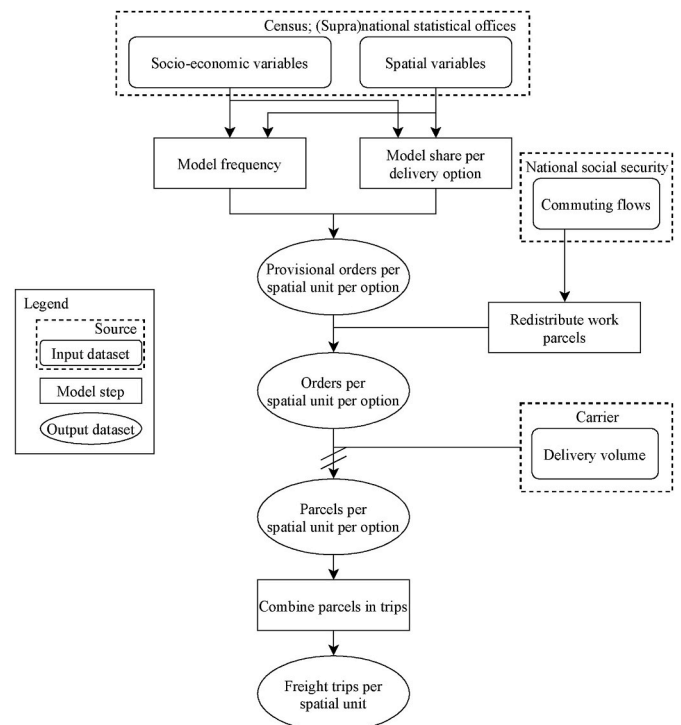 Census; (Supra)national statistical offices
Socio-economic variables
Spatial variables
Model frequency
Model share per
delivery option
National social security
Commuting flows
Provisional orders per
spatial unit per option
Redistribute work
parcels
Legend
Source
Input dataset
Model step
Output dataset
Orders per
spatial unit per option
Carrier
Delivery volume
Parcels per
spatial unit per option
Combine parcels in trips
Freight trips per
spatial unit